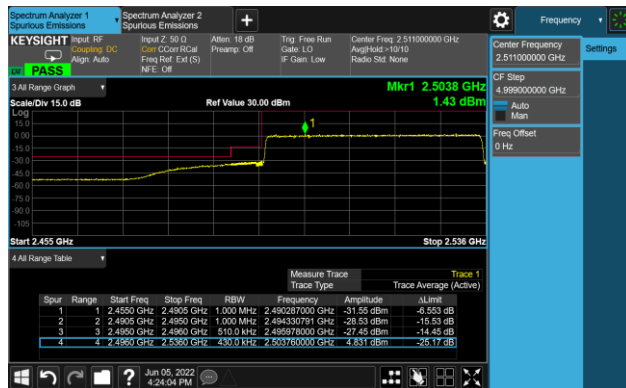 Spectrum Analyzer 1
Spurious Emissions
Spectrum Analyzer 2
Spurious Emissions
+
Frequency
KEYSIGHT
Input: RF
Coupling: DC
Align: Auto
Input Z: 50 Ω
Corr CCorr RCal
Freq Ref: Ext (S)
NFE: Off
Atten: 18 dB
Preamp: Off
Trig: Free Run
Gate: LO
IF Gain: Low
Center Freq: 2.511000000 GHz
Avg|Hold:>10/10
Radio Std: None
PASS
Center Frequency
2.511000000 GHz
Settings
CF Step
4.999000000 GHz
Auto
Man
Freq Offset
0 Hz
3 All Range Graph
Mkr1 2.5038 GHz
Scale/Div 15.0 dB
Ref Value 30.00 dBm
1.43 dBm
Log
15.0
0.00
-15.0
-30.0
-45.0
-60.0
-75.0
-90.0
-105
1
Start 2.455 GHz
Stop 2.536 GHz
4 All Range Table
Measure Trace Trace 1
Trace Type Trace Average (Active)
Spur Range Start Freq Stop Freq RBW Frequency Amplitude ΔLimit
1 1 2.4550 GHz 2.4905 GHz 1.000 MHz 2.490287000 GHz -31.55 dBm -6.553 dB
2 2 2.4905 GHz 2.4950 GHz 1.000 MHz 2.494330791 GHz -28.53 dBm -15.53 dB
3 3 2.4950 GHz 2.4960 GHz 510.0 kHz 2.495978000 GHz -27.45 dBm -14.45 dB
4 4 2.4960 GHz 2.5360 GHz 430.0 kHz 2.503760000 GHz 4.831 dBm -25.17 dB
?
Jun 05, 2022
4:24:04 PM